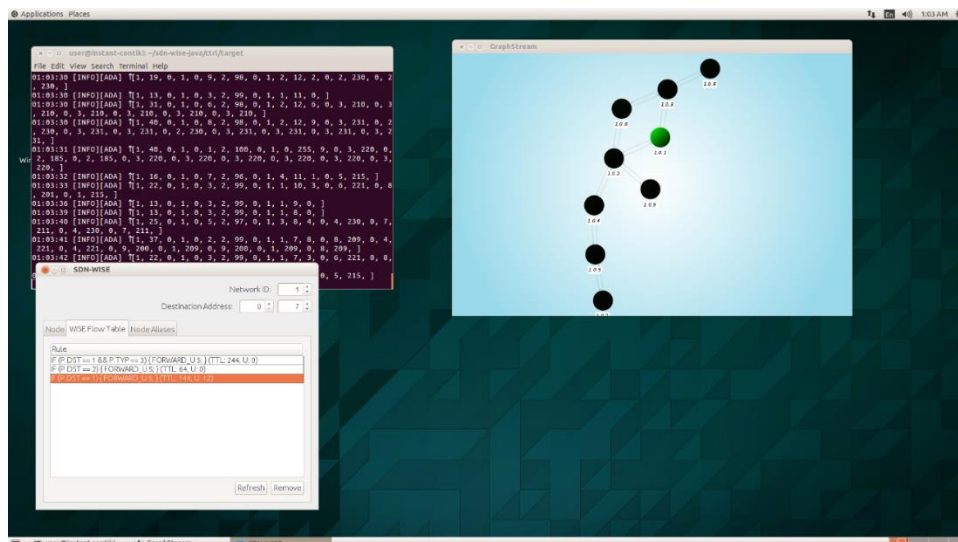 Applications Places
En
1:03 AM
user@instant-contiki: ~/sdn-wise-java/ctrl/target
File Edit View Search Terminal Help
01:03:30 [INFO][ADA] ↑[1, 19, 0, 1, 0, 9, 2, 98, 0, 1, 2, 12, 2, 0, 2, 230, 0, 2
, 230, ]
01:03:30 [INFO][ADA] ↑[1, 13, 0, 1, 0, 3, 2, 99, 0, 1, 1, 11, 0, ]
01:03:30 [INFO][ADA] ↑[1, 31, 0, 1, 0, 6, 2, 98, 0, 1, 2, 12, 6, 0, 3, 210, 0, 3
, 210, 0, 3, 210, 0, 3, 210, 0, 3, 210, 0, 3, 210, ]
01:03:30 [INFO][ADA] ↑[1, 40, 0, 1, 0, 8, 2, 98, 0, 1, 2, 12, 9, 0, 3, 231, 0, 2
, 230, 0, 3, 231, 0, 3, 231, 0, 2, 230, 0, 3, 231, 0, 3, 231, 0, 3, 231, 0, 3, 2
31, ]
01:03:31 [INFO][ADA] ↑[1, 40, 0, 1, 0, 1, 2, 100, 0, 1, 0, 255, 9, 0, 3, 220, 0,
2, 185, 0, 2, 185, 0, 3, 220, 0, 3, 220, 0, 3, 220, 0, 3, 220, 0, 3, 220, 0, 3,
220, ]
01:03:32 [INFO][ADA] ↑[1, 16, 0, 1, 0, 7, 2, 96, 0, 1, 4, 11, 1, 0, 5, 215, ]
01:03:33 [INFO][ADA] ↑[1, 22, 0, 1, 0, 3, 2, 99, 0, 1, 1, 10, 3, 0, 6, 221, 0, 8
, 201, 0, 1, 215, ]
01:03:36 [INFO][ADA] ↑[1, 13, 0, 1, 0, 3, 2, 99, 0, 1, 1, 9, 0, ]
01:03:39 [INFO][ADA] ↑[1, 13, 0, 1, 0, 3, 2, 99, 0, 1, 1, 8, 0, ]
01:03:40 [INFO][ADA] ↑[1, 25, 0, 1, 0, 5, 2, 97, 0, 1, 3, 8, 4, 0, 4, 230, 0, 7,
211, 0, 4, 230, 0, 7, 211, ]
01:03:41 [INFO][ADA] ↑[1, 37, 0, 1, 0, 2, 2, 99, 0, 1, 1, 7, 8, 0, 8, 209, 0, 4,
221, 0, 4, 221, 0, 9, 200, 0, 1, 209, 0, 9, 200, 0, 1, 209, 0, 8, 209, ]
01:03:42 [INFO][ADA] ↑[1, 22, 0, 1, 0, 3, 2, 99, 0, 1, 1, 7, 3, 0, 6, 221, 0, 8,
0, 5, 215, ]
GraphStream
1.0.6
1.0.9
1.0.8
1.0.1
1.0.4
1.0.5
SDN-WISE
Network ID: 1
Destination Address: 0 7
Node WISE Flow Table Node Aliases
Rule
IF (P.DST == 1 && P.TYP == 3) { FORWARD_U 5; } (TTL: 244, U: 0)
IF (P.DST == 2) { FORWARD_U 5; } (TTL: 64, U: 0)
IF (P.DST == 1) { FORWARD_U 5; } (TTL: 144, U: 12)
Refresh Remove